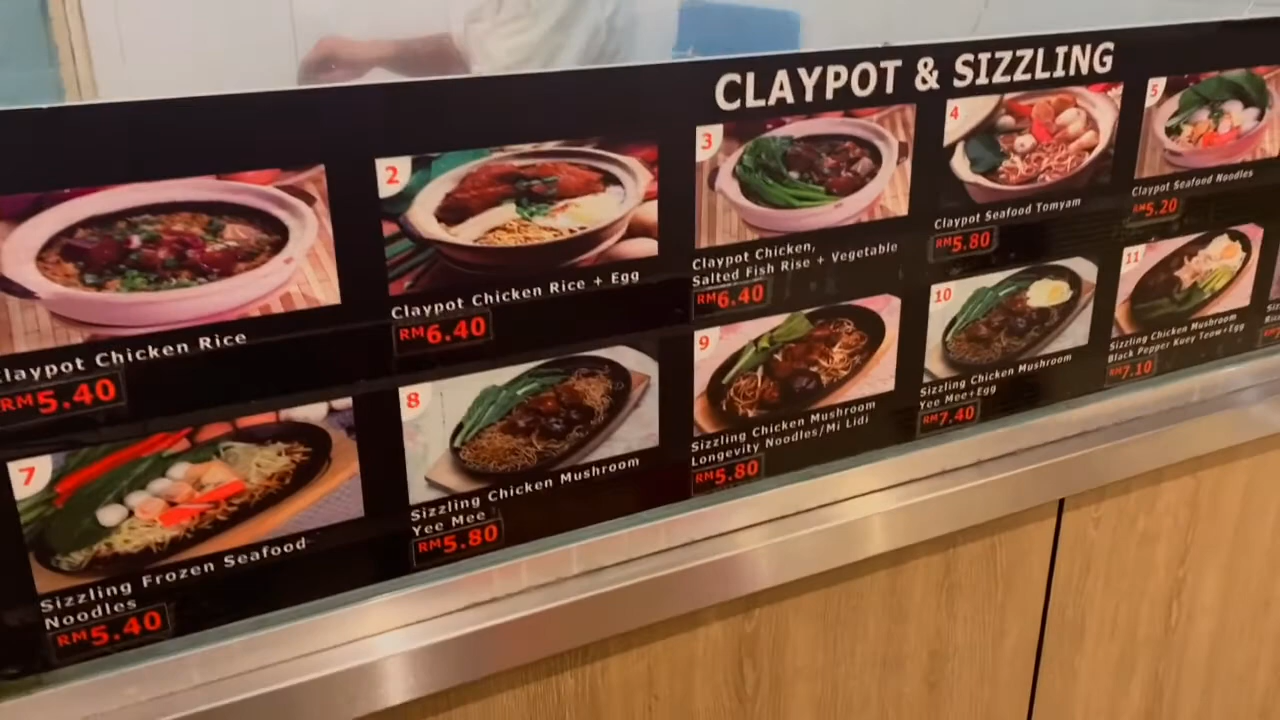 CLAYPOT & SIZZLING
Claypot Chicken Rice
RM5.40
2
Claypot Chicken Rice + Egg
RM6.40
3
Claypot Chicken,
Salted Fish Rise + Vegetable
RM6.40
4
Claypot Seafood Tomyam
RM5.80
5
Claypot Seafood Noodles
RM5.20
7
Sizzling Frozen Seafood
Noodles
RM5.40
8
Sizzling Chicken Mushroom
Yee Mee
RM5.80
9
Sizzling Chicken Mushroom
Longevity Noodles/Mi Lidi
RM5.80
10
Sizzling Chicken Mushroom
Yee Mee+Egg
RM7.40
11
Sizzling Chicken Mushroom
Black Pepper Kuey Teow+Egg
RM7.10